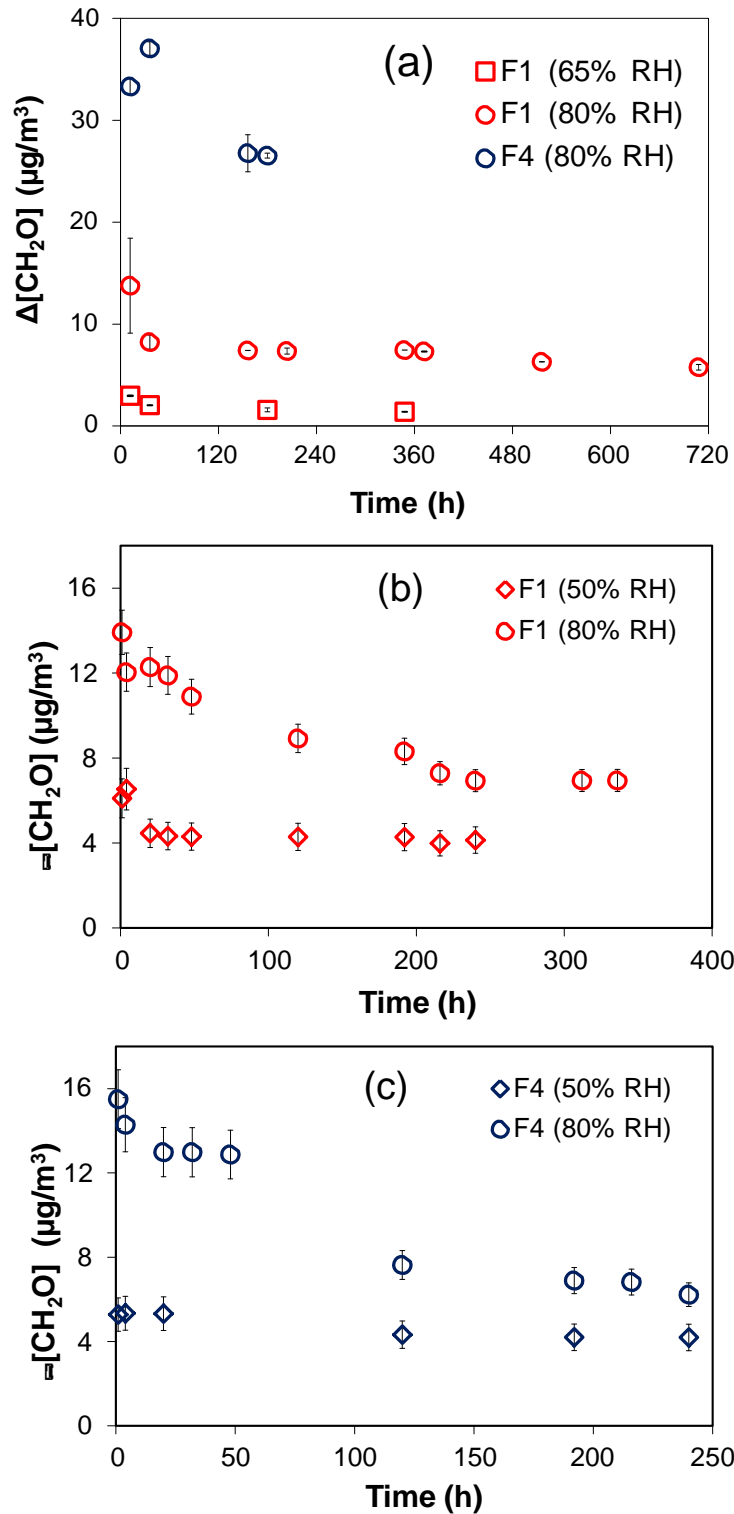 40
30
20
10
0
Δ[CH₂O] (µg/m³)
(a)
F1 (65% RH)
F1 (80% RH)
F4 (80% RH)
0 120 240 360 480 600 720
Time (h)
16
12
8
4
0
[CH₂O] (µg/m³)
(b)
F1 (50% RH)
F1 (80% RH)
0 100 200 300 400
Time (h)
16
12
8
4
0
[CH₂O] (µg/m³)
(c)
F4 (50% RH)
F4 (80% RH)
0 50 100 150 200 250
Time (h)